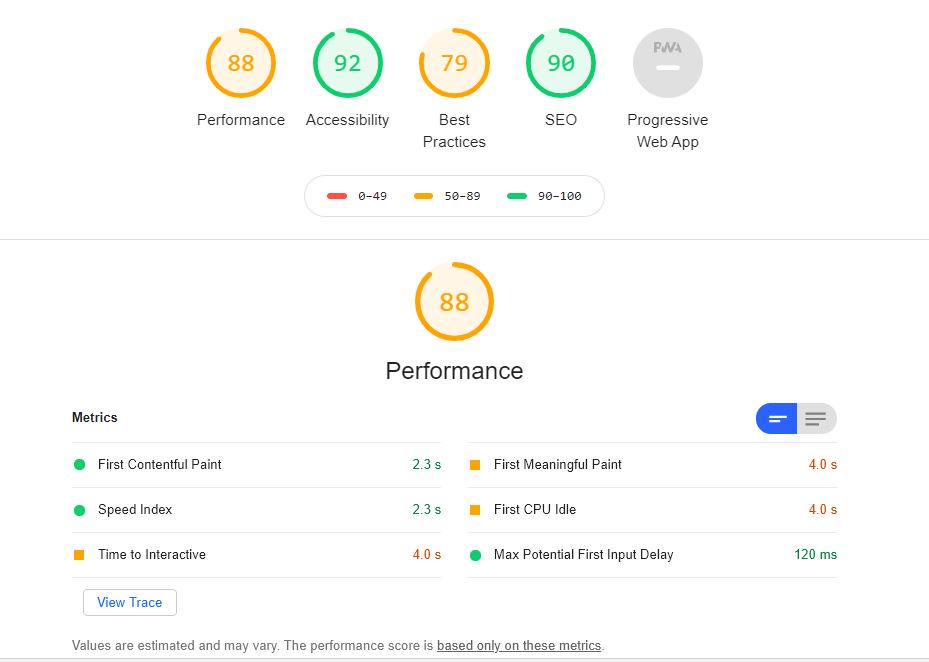 88 92 79 90 PWA
Performance Accessibility Best Practices SEO Progressive Web App
0–49 50–89 90–100
88
Performance
Metrics
First Contentful Paint 2.3 s First Meaningful Paint 4.0 s
Speed Index 2.3 s First CPU Idle 4.0 s
Time to Interactive 4.0 s Max Potential First Input Delay 120 ms
View Trace
Values are estimated and may vary. The performance score is based only on these metrics.